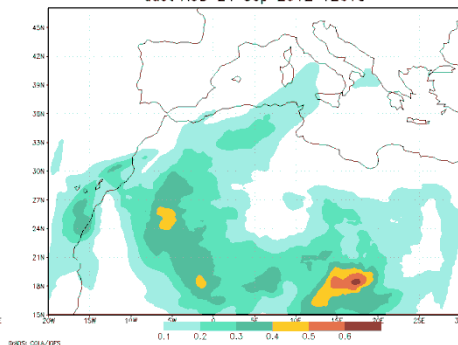 45N
42N
39N
36N
33N
30N
27N
24N
21N
18N
15N
20W 15W 10W 5W 0 5E 10E 15E 20E 25E
0.1 0.2 0.3 0.4 0.5 0.6
GrADS: COLA/IGES